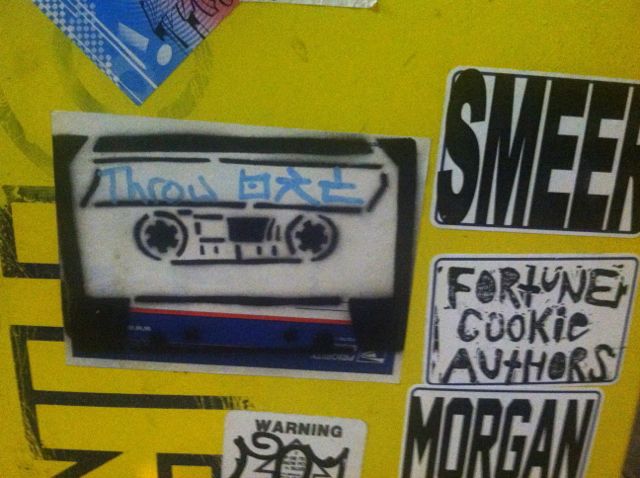 Throw
SMEER
FORTUNE
COOKIE
AUTHORS
MORGAN
WARNING